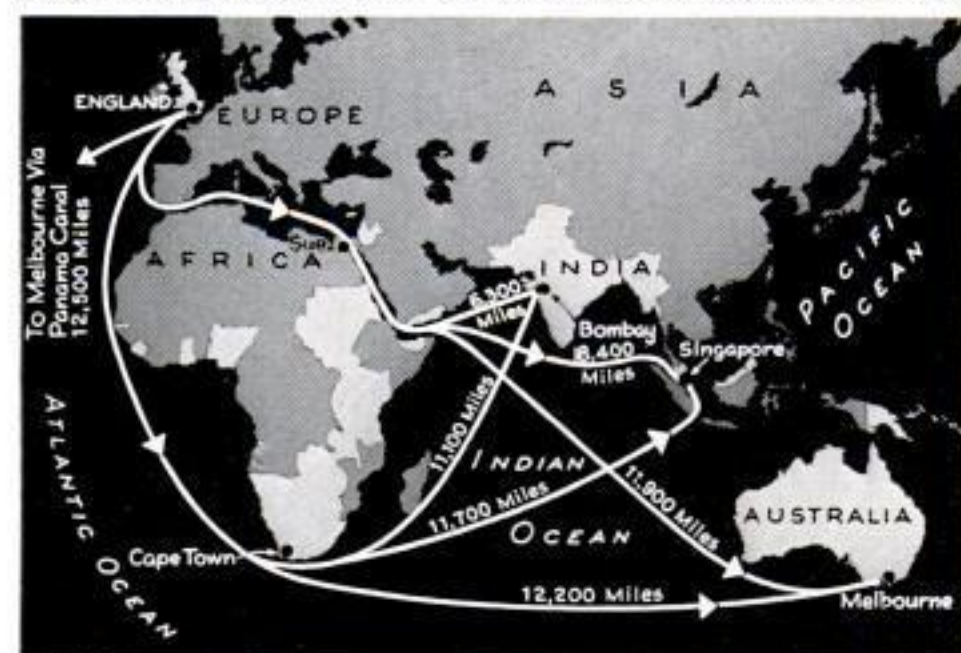 ENGLAND
EUROPE
ASIA
To Melbourne Via
Panama Canal
12,500 Miles
PACIFIC
OCEAN
Suez
AFRICA
INDIA
6,300
Miles
Bombay
18,400
Miles
Singapore
ATLANTIC
OCEAN
11,100 Miles
INDIAN
OCEAN
11,700 Miles
11,900 Miles
AUSTRALIA
Cape Town
12,200 Miles
Melbourne